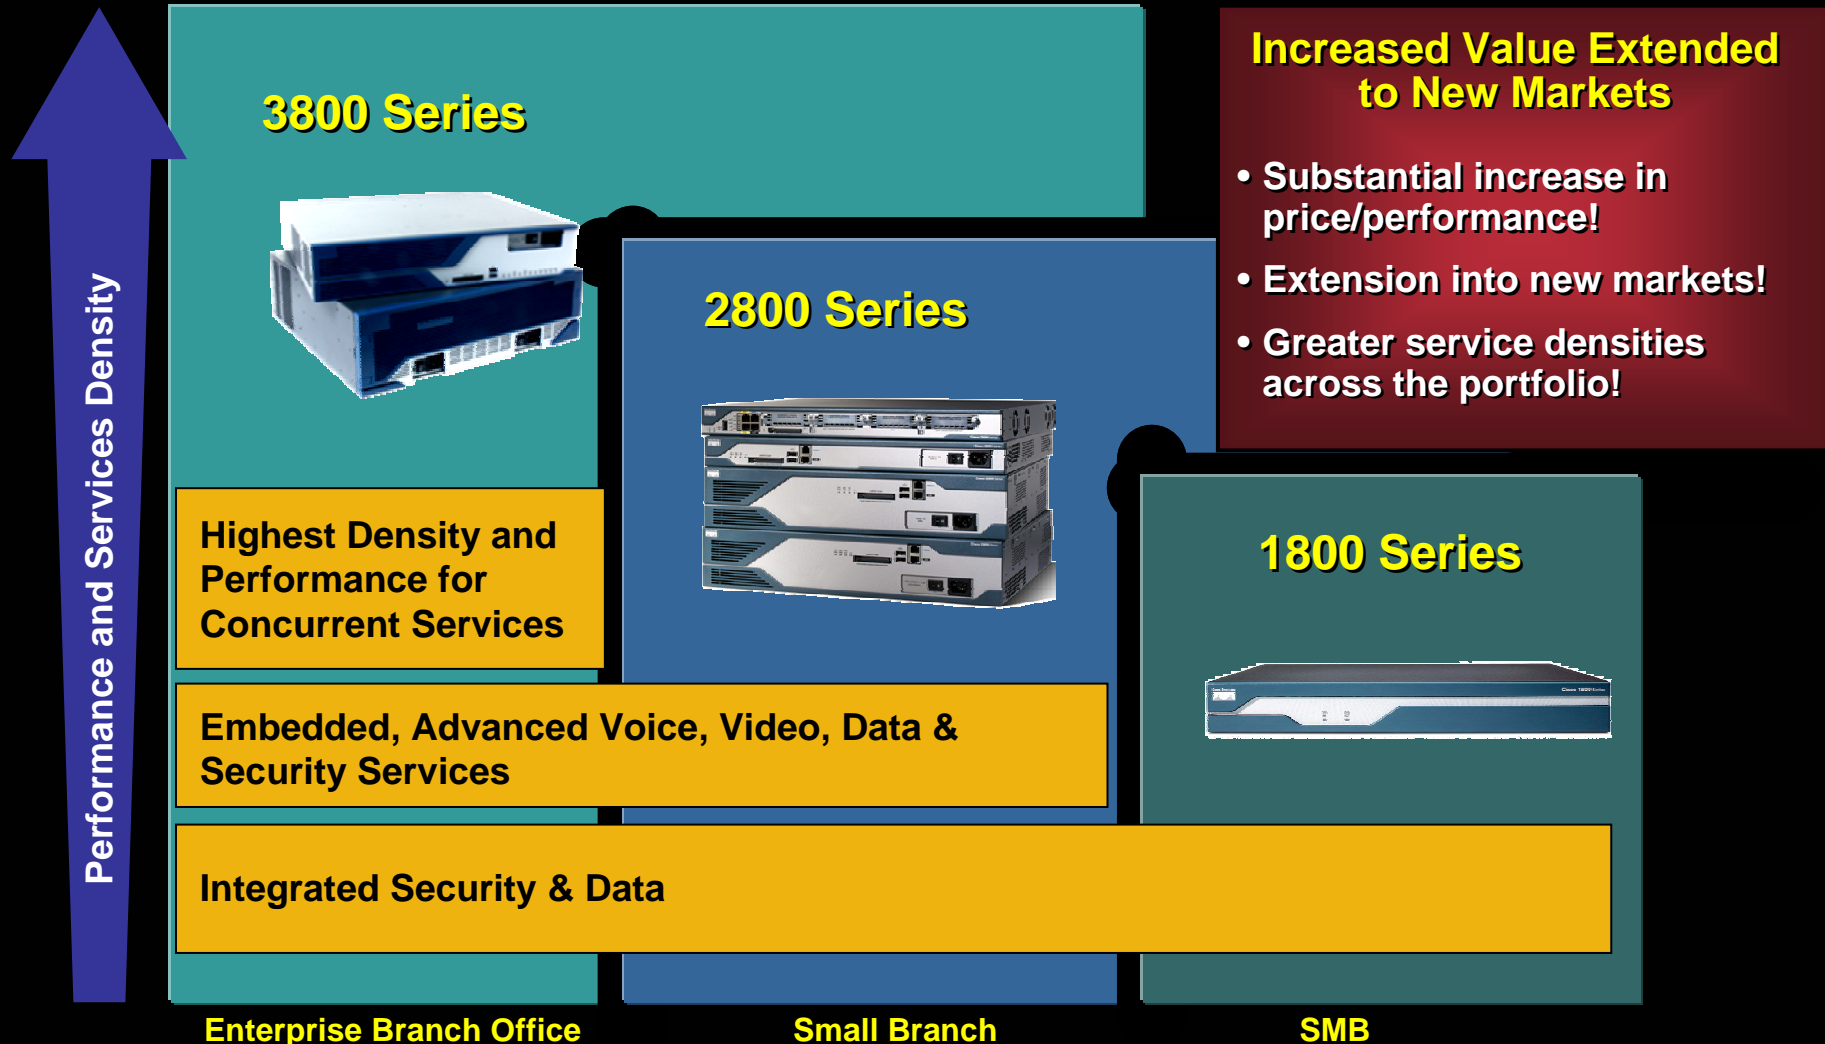 Performance and Services Density
3800 Series
2800 Series
1800 Series
Increased Value Extended
to New Markets
• Substantial increase in
price/performance!
• Extension into new markets!
• Greater service densities
across the portfolio!
Highest Density and
Performance for
Concurrent Services
Embedded, Advanced Voice, Video, Data &
Security Services
Integrated Security & Data
Enterprise Branch Office
Small Branch
SMB